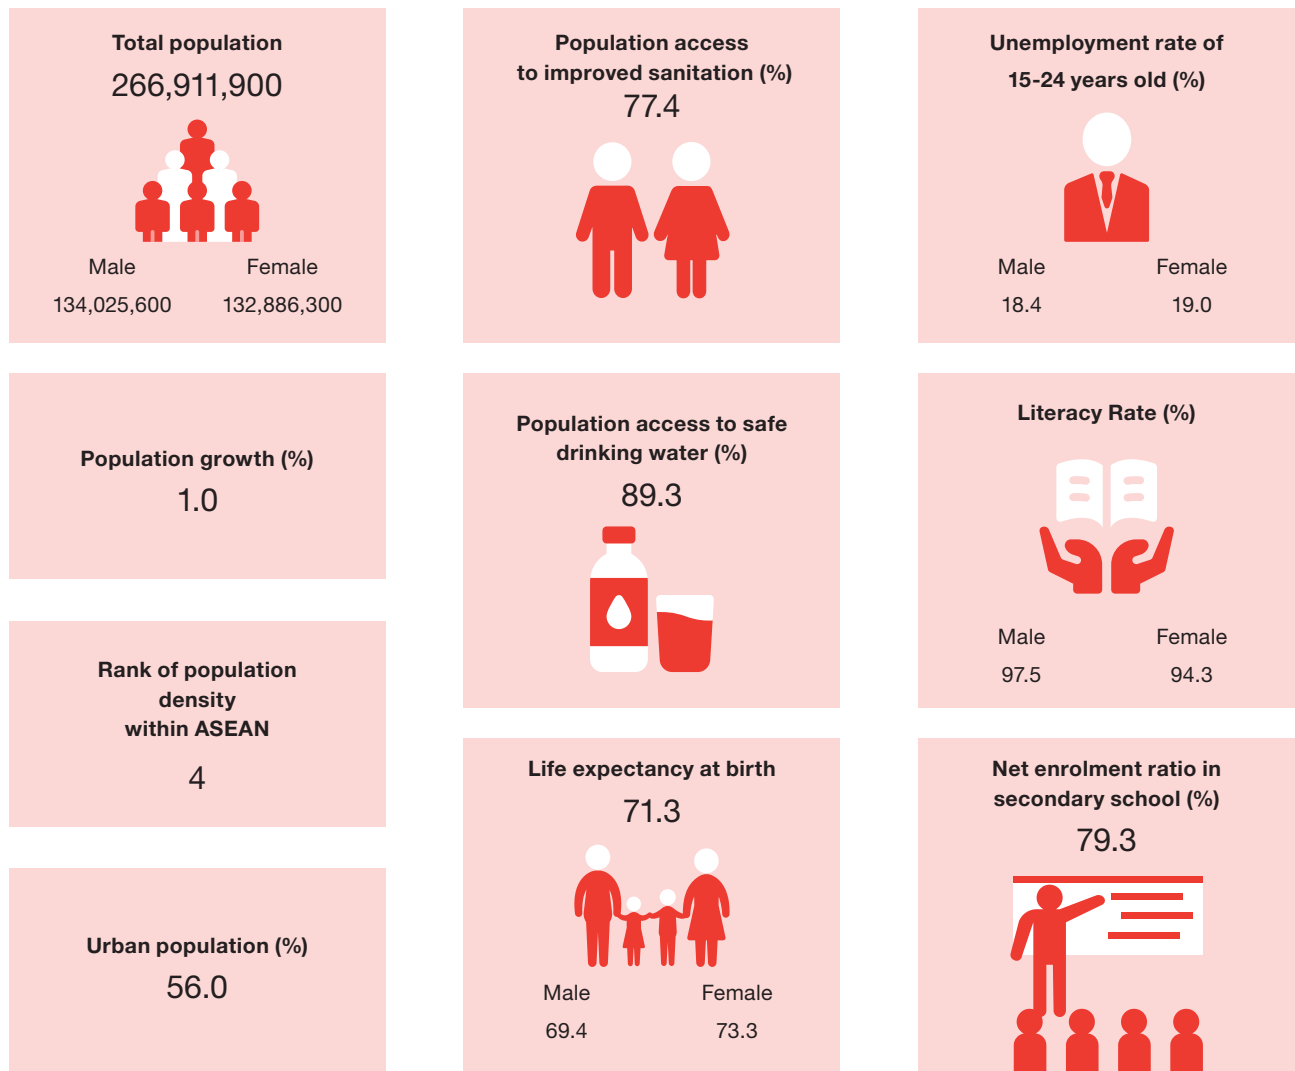 Total population
266,911,900
Male Female
134,025,600 132,886,300
Population growth (%)
1.0
Rank of population
density
within ASEAN
4
Urban population (%)
56.0
Population access
to improved sanitation (%)
77.4
Population access to safe
drinking water (%)
89.3
Life expectancy at birth
71.3
Male Female
69.4 73.3
Unemployment rate of
15-24 years old (%)
Male Female
18.4 19.0
Literacy Rate (%)
Male Female
97.5 94.3
Net enrolment ratio in
secondary school (%)
79.3